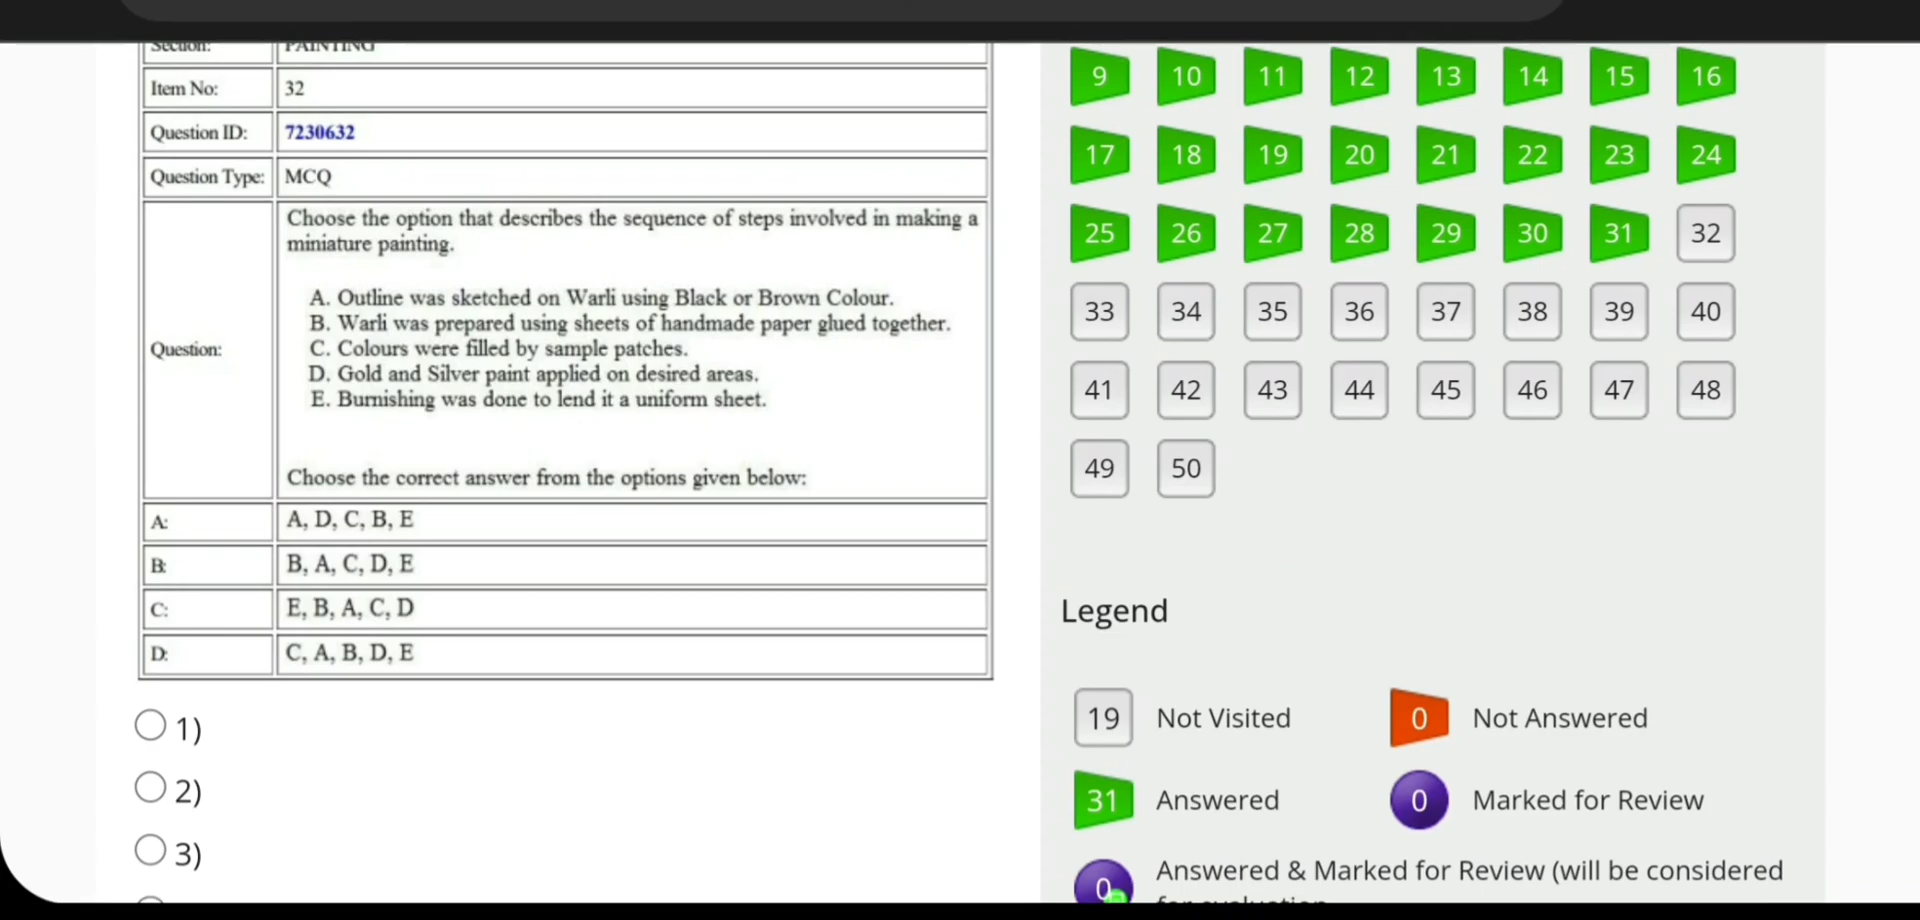 Section: PAINTING
Item No: 32
Question ID: 7230632
Question Type: MCQ
Question:
Choose the option that describes the sequence of steps involved in making a
miniature painting.
A. Outline was sketched on Warli using Black or Brown Colour.
B. Warli was prepared using sheets of handmade paper glued together.
C. Colours were filled by sample patches.
D. Gold and Silver paint applied on desired areas.
E. Burnishing was done to lend it a uniform sheet.
Choose the correct answer from the options given below:
A: A, D, C, B, E
B: B, A, C, D, E
C: E, B, A, C, D
D: C, A, B, D, E
1)
2)
3)
9 10 11 12 13 14 15 16
17 18 19 20 21 22 23 24
25 26 27 28 29 30 31 32
33 34 35 36 37 38 39 40
41 42 43 44 45 46 47 48
49 50
Legend
19 Not Visited 0 Not Answered
31 Answered 0 Marked for Review
0 Answered & Marked for Review (will be considered
for evaluation